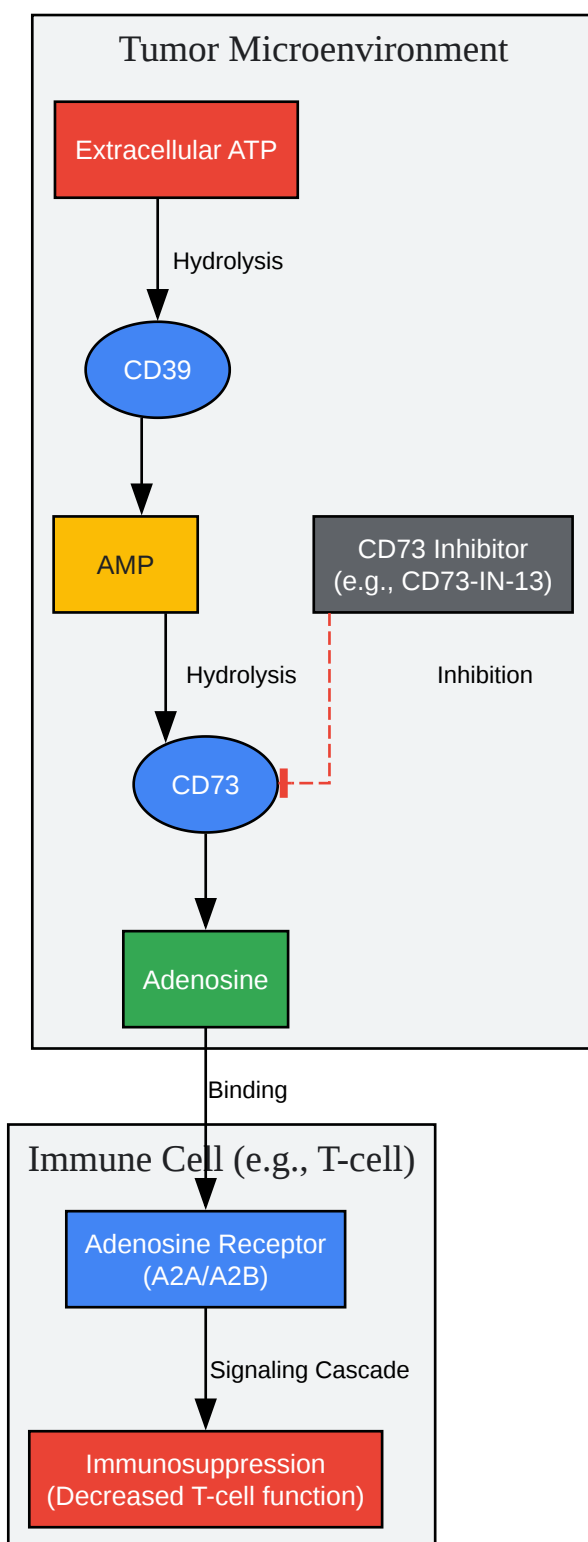 Tumor Microenvironment
Extracellular ATP
Hydrolysis
CD39
AMP
CD73 Inhibitor
(e.g., CD73-IN-13)
Hydrolysis
Inhibition
CD73
Adenosine
Binding
Immune Cell (e.g., T-cell)
Adenosine Receptor
(A2A/A2B)
Signaling Cascade
Immunosuppression
(Decreased T-cell function)